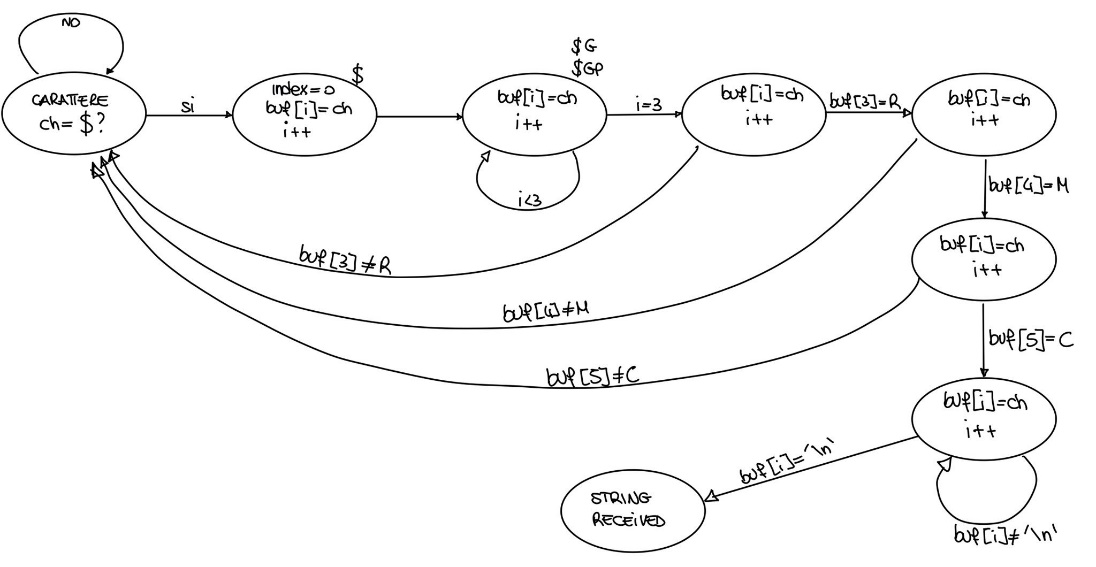 NO
CARATTERE
ch= $?
si
$
index=0
buf[i]=ch
i++
$G
$GP
buf[i]=ch
i++
i<3
i=3
buf[i]=ch
i++
buf[3]=R
buf[i]=ch
i++
buf[4]=M
buf[i]=ch
i++
buf[3]≠R
buf[4]≠M
buf[5]≠C
buf[5]=C
buf[i]=ch
i++
buf[i]='\n'
STRING
RECEIVED
buf[i]≠'\n'